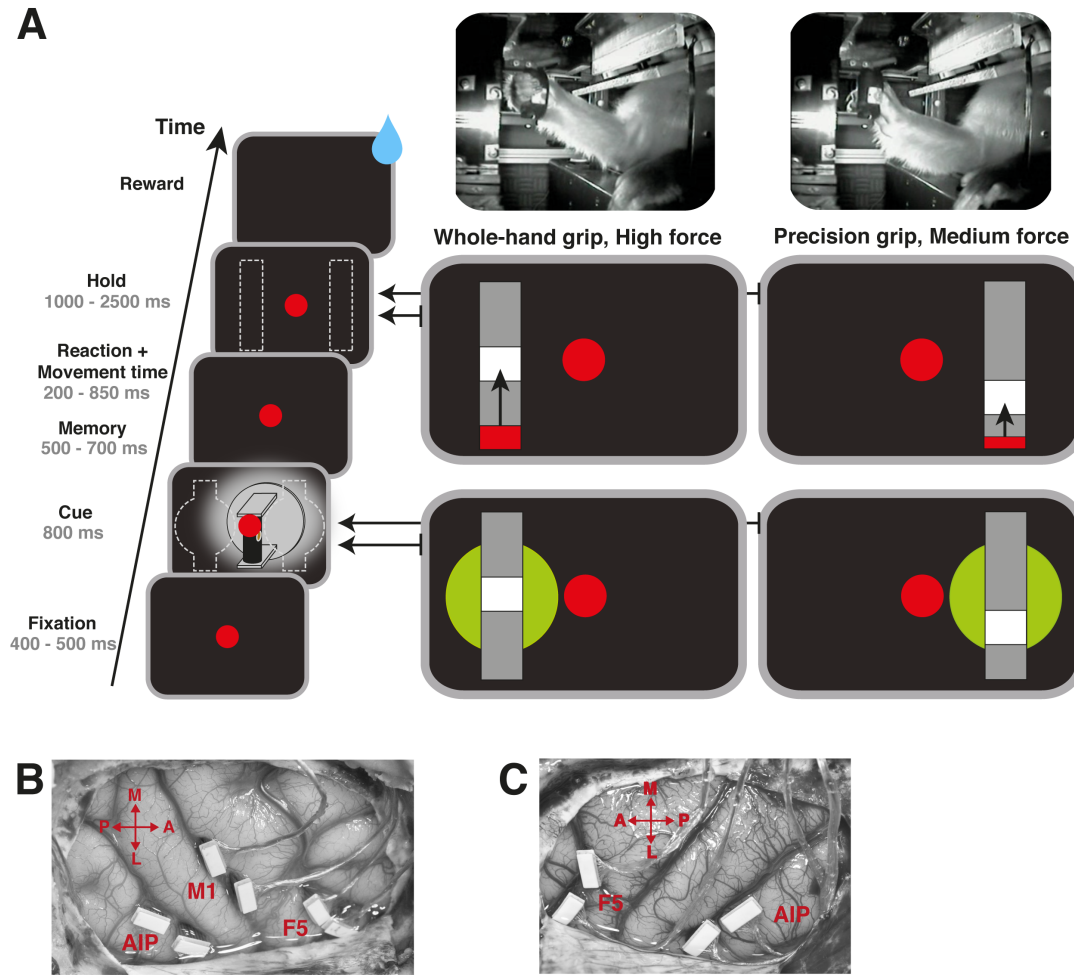 A
Time
Reward
Whole-hand grip, High force
Precision grip, Medium force
Hold
1000 - 2500 ms
Reaction +
Movement time
200 - 850 ms
Memory
500 - 700 ms
Cue
800 ms
Fixation
400 - 500 ms
B
M
P A
L
M1
F5
AIP
C
M
A P
L
F5
AIP